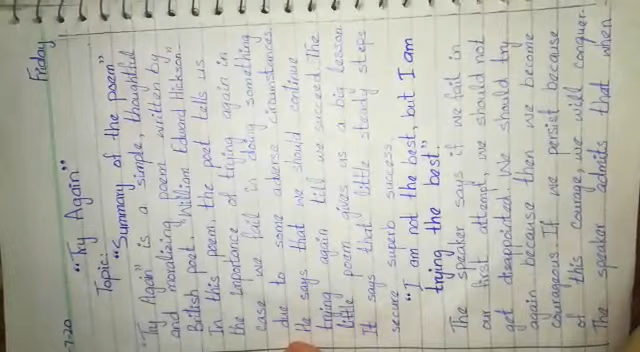 7-20 Friday
"Try Again"
Topic: "Summary of the poem"
"Try Again" is a simple, thoughtful
and moralizing poem written by
British poet "William Edward Hickson"
In this poem, the poet tells us
the importance of trying again in
case we fail in doing something
due to some adverse circumstances.
He says that we should continue
trying again till we succeed. The
little poem gives us a big lesson
It says that little steady steps
secure superb success
"I am not the best, but I am
trying the best"
The speaker says if we fail in
our first attempt, we should not
get disappointed. We should try
again because then we become
courageous. If we persist because
of this courage, we will conquer.
The speaker admits that when